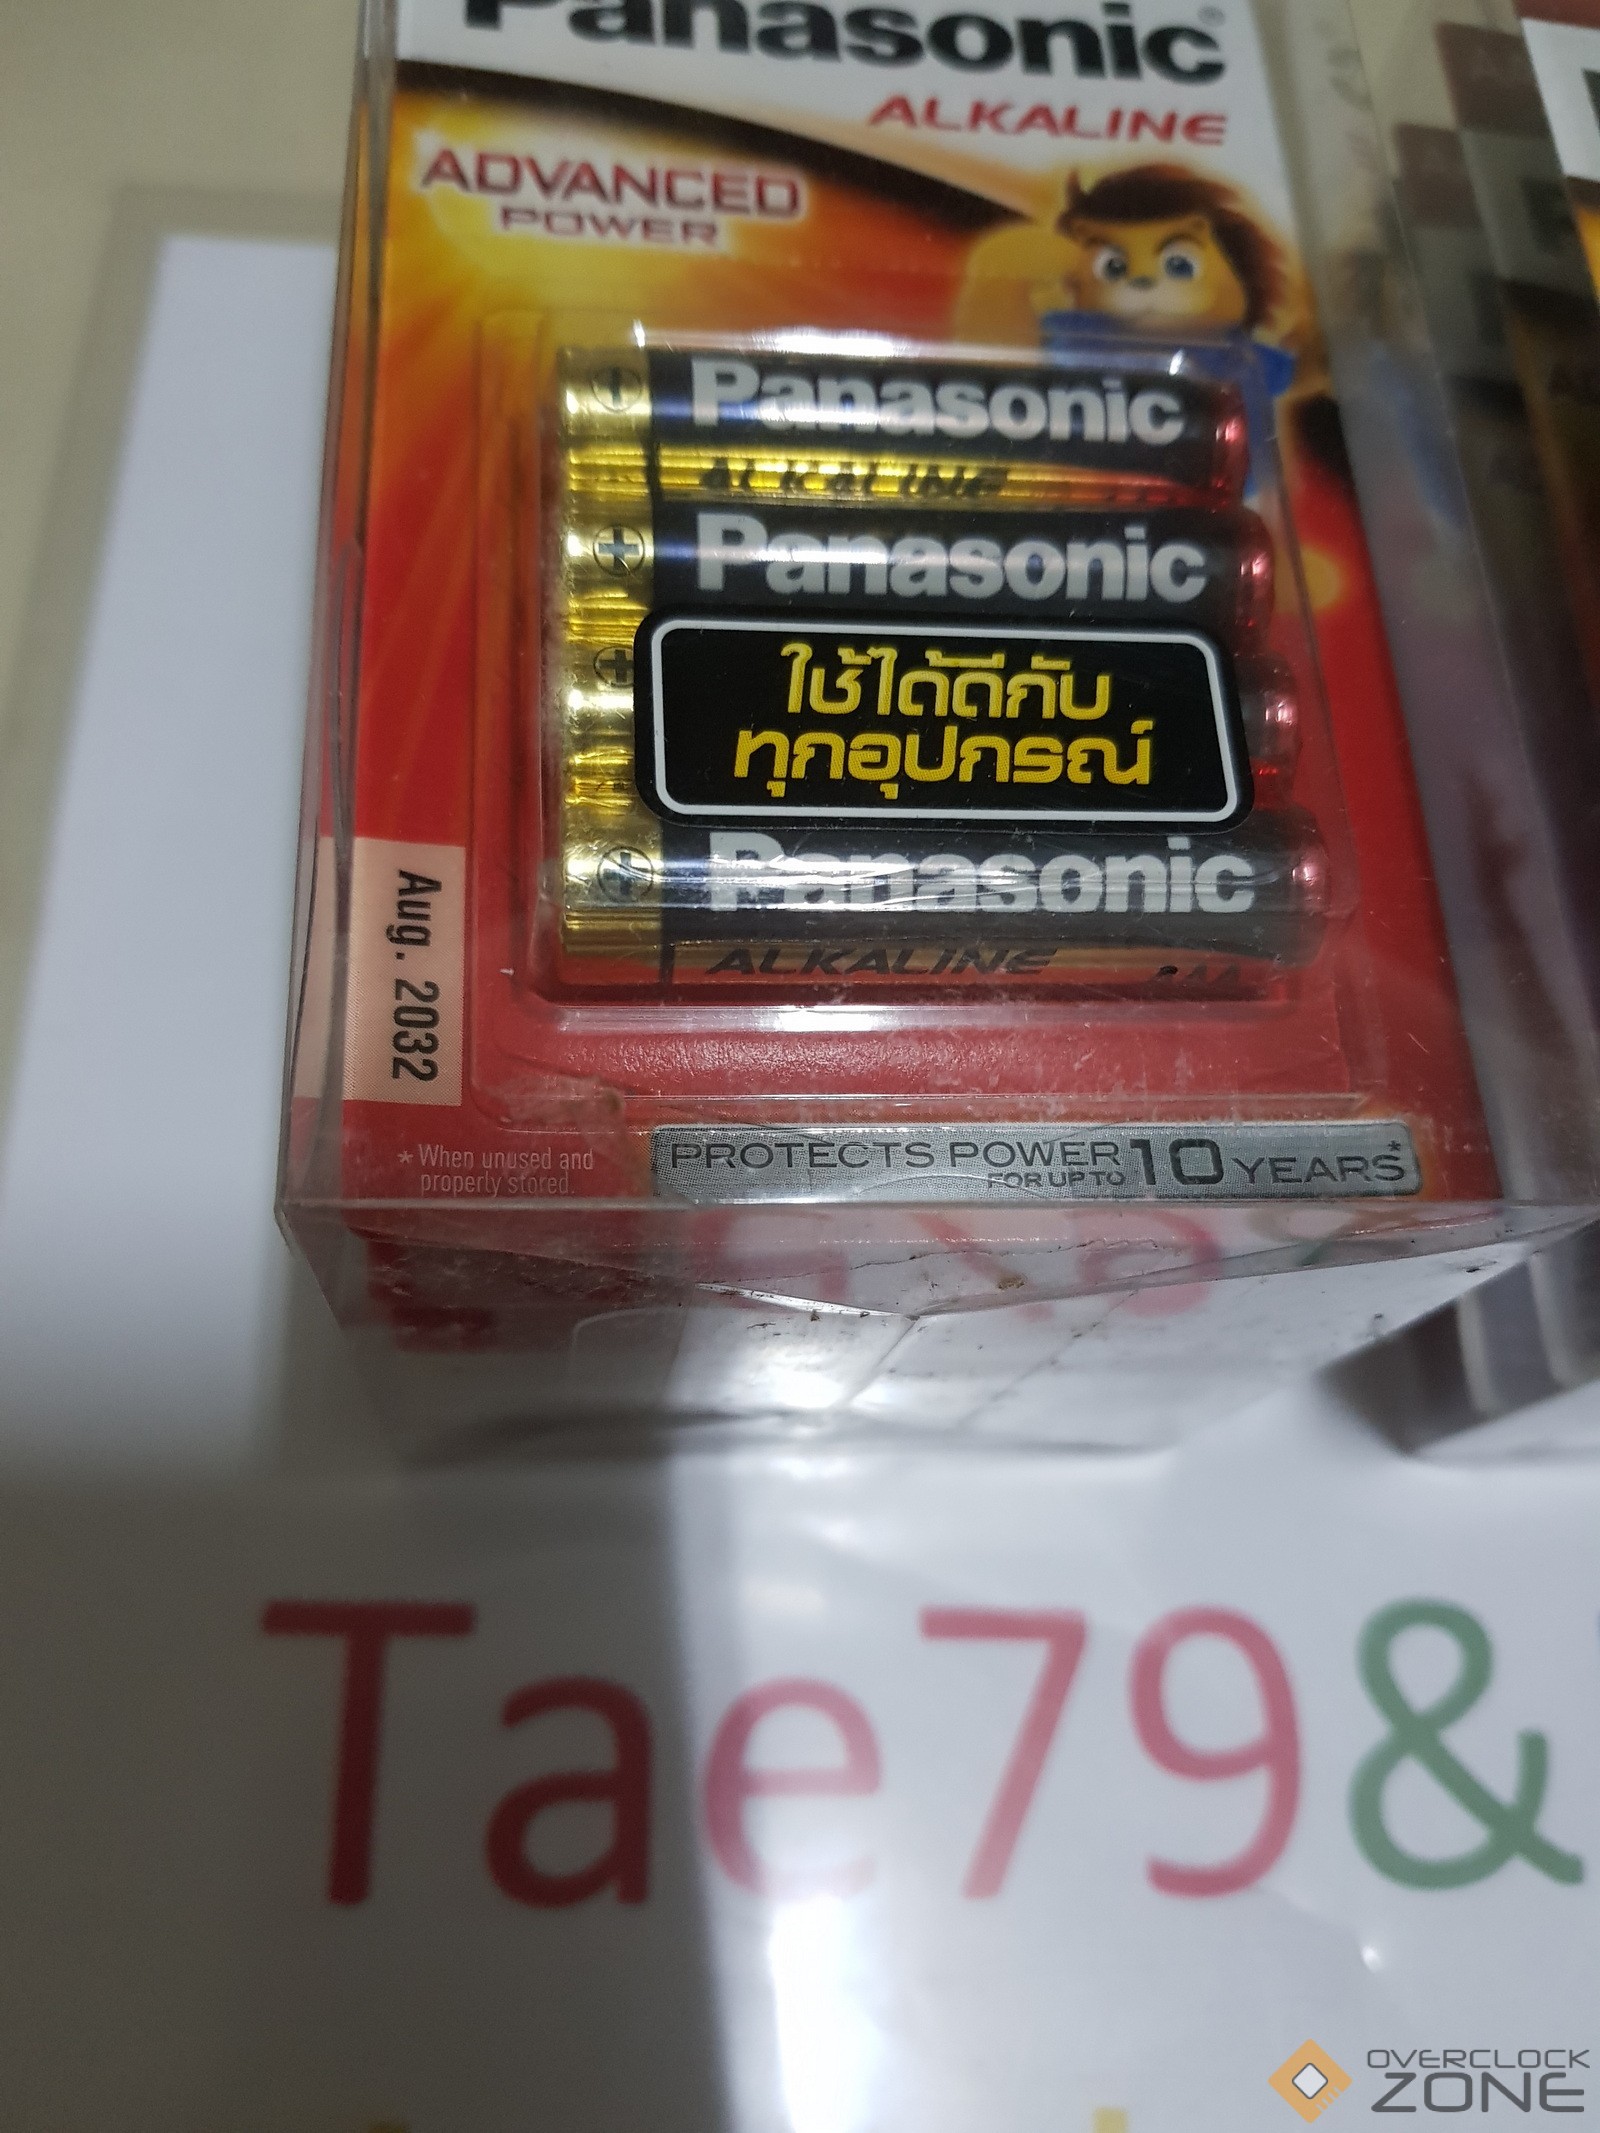 Panasonic
ALKALINE
ADVANCED
POWER
Panasonic
ALKALINE
Panasonic
ใช้ได้ดีกับ
ทุกอุปกรณ์
Panasonic
ALKALINE
AAA
Aug. 2032
* When unused and
properly stored.
PROTECTS POWER FOR UP TO 10 YEARS*
Tae79&
OVERCLOCK
ZONE